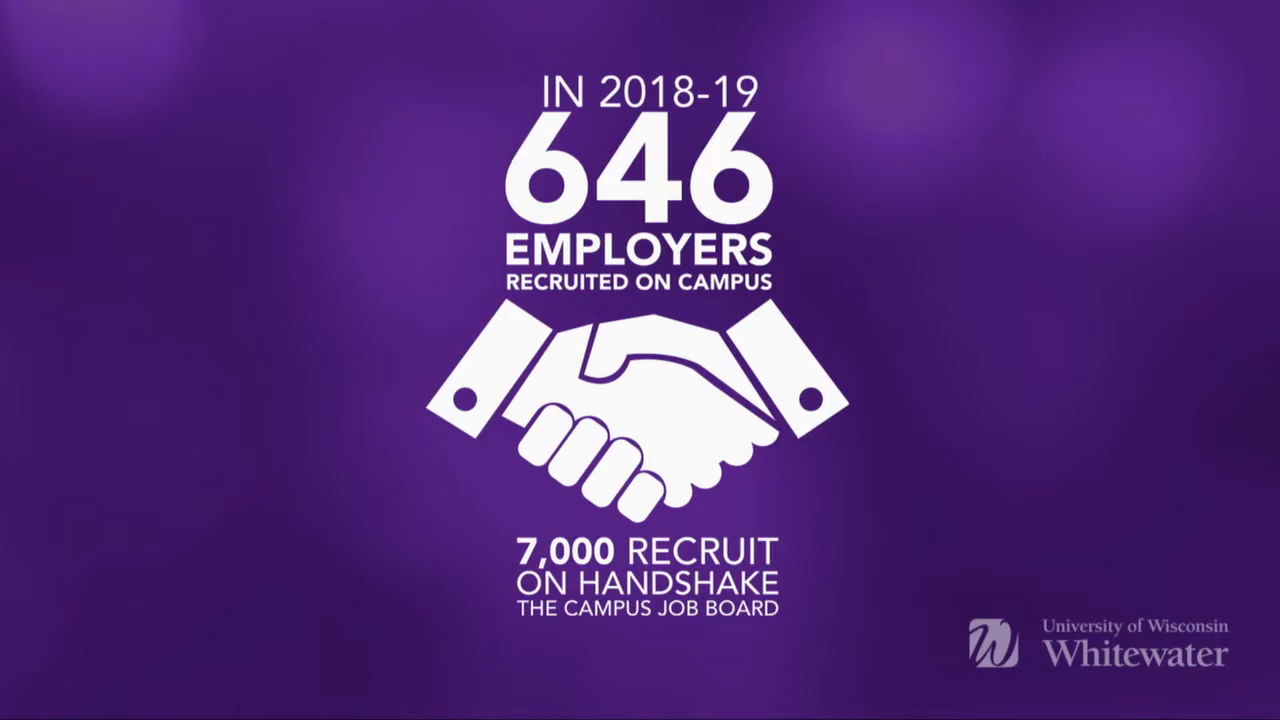 IN 2018-19
646
EMPLOYERS
RECRUITED ON CAMPUS
7,000 RECRUIT
ON HANDSHAKE
THE CAMPUS JOB BOARD
University of Wisconsin
Whitewater